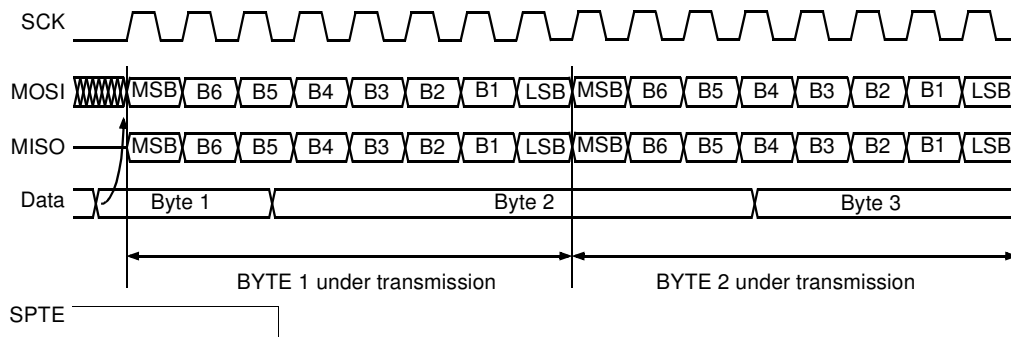 SCK
MOSI MSB B6 B5 B4 B3 B2 B1 LSB MSB B6 B5 B4 B3 B2 B1 LSB
MISO MSB B6 B5 B4 B3 B2 B1 LSB MSB B6 B5 B4 B3 B2 B1 LSB
Data Byte 1 Byte 2 Byte 3
BYTE 1 under transmission BYTE 2 under transmission
SPTE